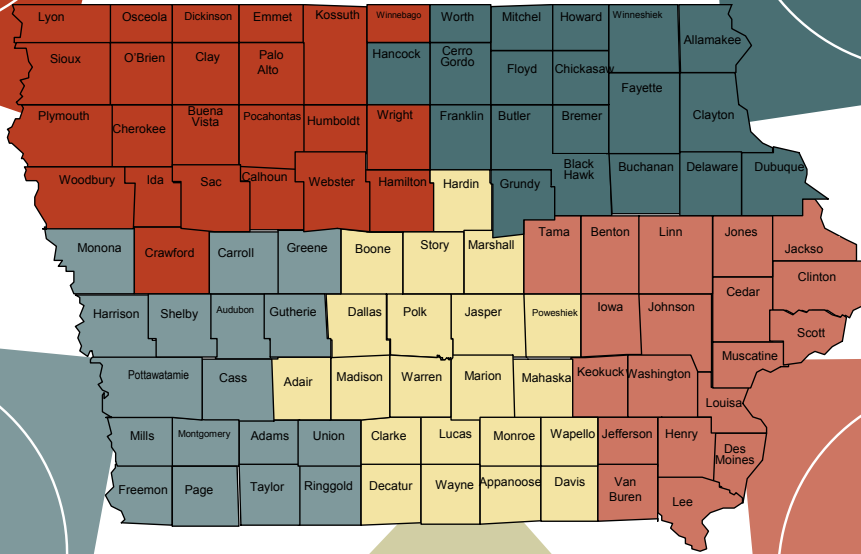 Lyon
Osceola
Dickinson
Emmet
Kossuth
Winnebago
Worth
Mitchel
Howard
Winneshiek
Allamakee
Sioux
O'Brien
Clay
Palo
Alto
Hancock
Cerro
Gordo
Floyd
Chickasaw
Fayette
Plymouth
Cherokee
Buena
Vista
Pocahontas
Humboldt
Wright
Franklin
Butler
Bremer
Clayton
Woodbury
Ida
Sac
Calhoun
Webster
Hamilton
Hardin
Grundy
Black
Hawk
Buchanan
Delaware
Dubuque
Monona
Crawford
Carroll
Greene
Boone
Story
Marshall
Tama
Benton
Linn
Jones
Jackso
Harrison
Shelby
Audubon
Gutherie
Dallas
Polk
Jasper
Poweshiek
Iowa
Johnson
Cedar
Clinton
Scott
Muscatine
Pottawatamie
Cass
Adair
Madison
Warren
Marion
Mahaska
Keokuck
Washington
Louisa
Mills
Montgomery
Adams
Union
Clarke
Lucas
Monroe
Wapello
Jefferson
Henry
Des
Moines
Freemon
Page
Taylor
Ringgold
Decatur
Wayne
Appanoose
Davis
Van
Buren
Lee